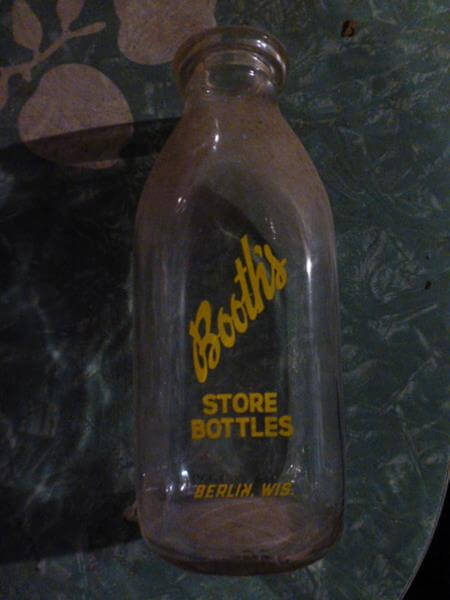 Booth's
STORE
BOTTLES
BERLIN, WIS.